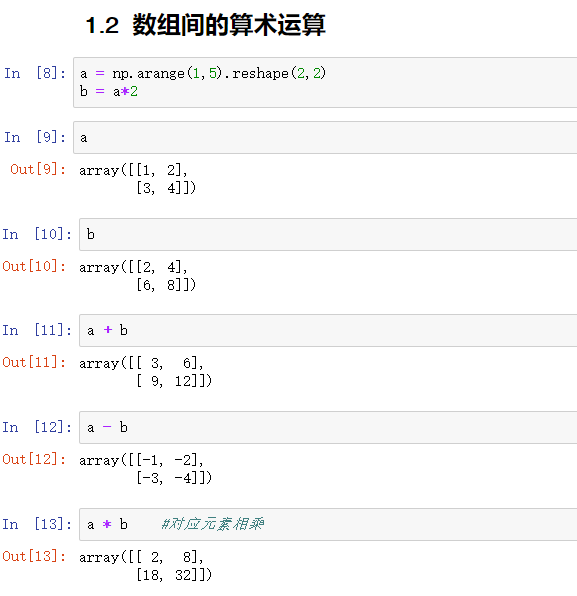 1.2 数组间的算术运算
In [8]: a = np.arange(1,5).reshape(2,2)
b = a*2
In [9]: a
Out[9]: array([[1, 2],
[3, 4]])
In [10]: b
Out[10]: array([[2, 4],
[6, 8]])
In [11]: a + b
Out[11]: array([[ 3,  6],
[ 9, 12]])
In [12]: a - b
Out[12]: array([[-1, -2],
[-3, -4]])
In [13]: a * b    #对应元素相乘
Out[13]: array([[ 2,  8],
[18, 32]])